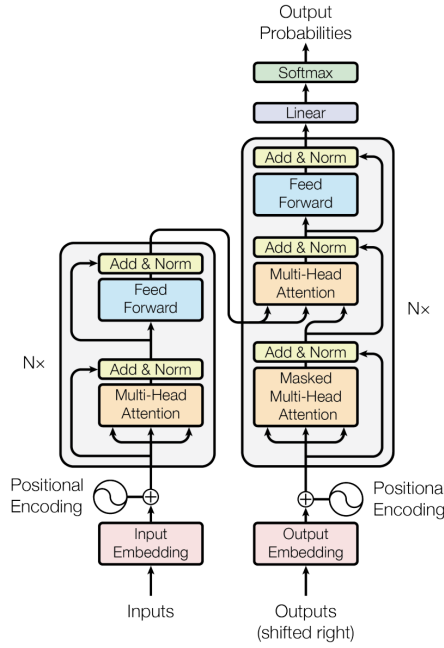 Output
Probabilities
Softmax
Linear
Add & Norm
Feed
Forward
Add & Norm
Multi-Head
Attention
Add & Norm
Masked
Multi-Head
Attention
N×
Positiona
Encoding
Output
Embedding
Outputs
(shifted right)
Add & Norm
Feed
Forward
Add & Norm
Multi-Head
Attention
N×
Positional
Encoding
Input
Embedding
Inputs